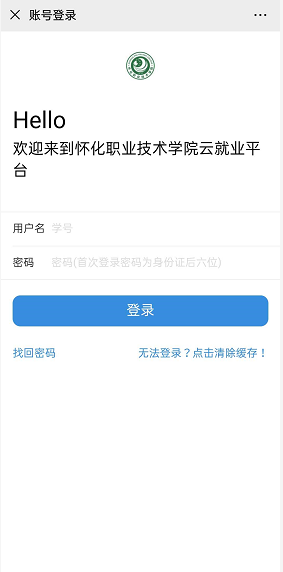 账号登录
Hello
欢迎来到怀化职业技术学院云就业平
台
用户名 学号
密码 密码(首次登录密码为身份证后六位)
登录
找回密码 无法登录？点击清除缓存！